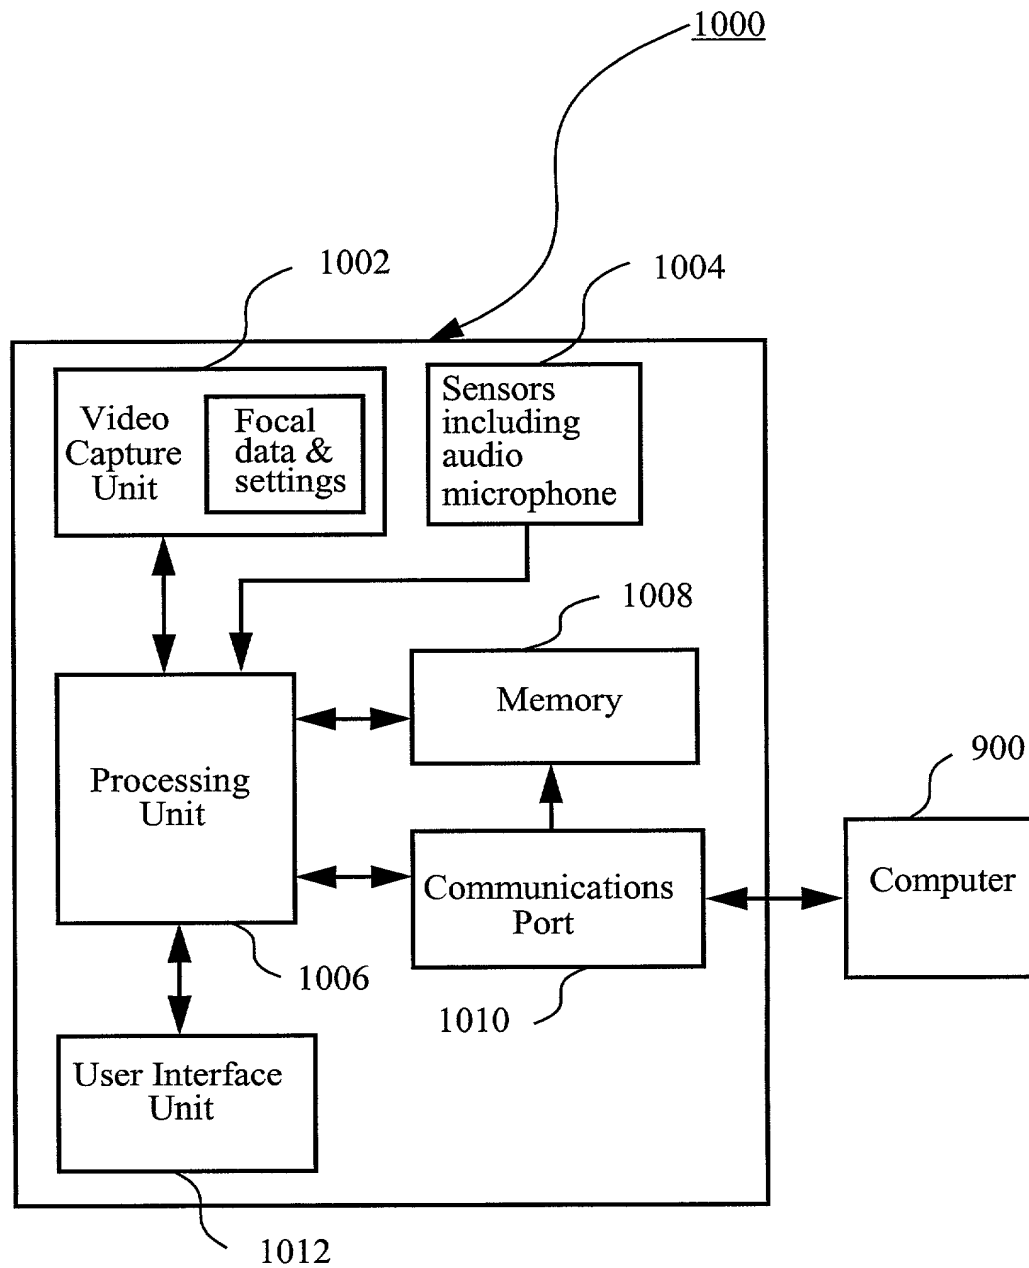 1000
1002
1004
Video
Capture
Unit
Focal
data &
settings
Sensors
including
audio
microphone
1008
Memory
900
Processing
Unit
Computer
Communications
Port
1006
1010
User Interface
Unit
1012